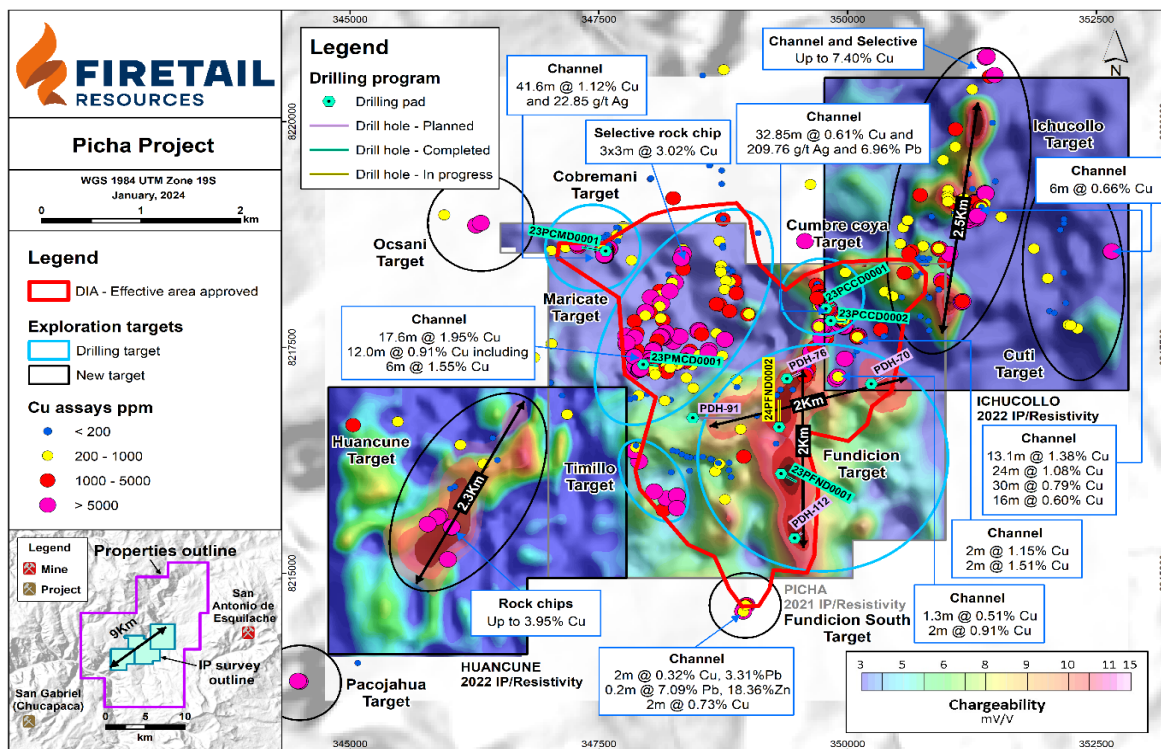 FIRETAIL
RESOURCES
Picha Project
WGS 1984 UTM Zone 19S
January, 2024
0 1 2
km
Legend
DIA - Effective area approved
Exploration targets
Drilling target
New target
Cu assays ppm
< 200
200 - 1000
1000 - 5000
> 5000
Legend
Mine
Project
Properties outline
San
Antonio de
Esquilache
9Km
IP survey
outline
San Gabriel
(Chucapaca)
0 5 10
km
345000
347500
350000
352500
8220000
8217500
8215000
Legend
Drilling program
Drilling pad
Drill hole - Planned
Drill hole - Completed
Drill hole - In progress
N
Channel
41.6m @ 1.12% Cu
and 22.85 g/t Ag
Selective rock chip
3x3m @ 3.02% Cu
Channel
32.85m @ 0.61% Cu and
209.76 g/t Ag and 6.96% Pb
Channel and Selective
Up to 7.40% Cu
Ichucollo
Target
6m @ 0.66% Cu
Cobremani
Target
Ocsani
Target
23PCMD0001
Cumbre coya
Target
2.5Km
23PCCD0001
23PCCD0002
Maricate
Target
Channel
17.6m @ 1.95% Cu
12.0m @ 0.91% Cu including
6m @ 1.55% Cu
23PMCD0001
Cuti
Target
PDH-76
PDH-70
24PFND0002
PDH-91
2Km
2Km
ICHUCOLLO
2022 IP/Resistivity
Huancune
Target
2.3Km
Timillo
Target
Fundicion
Target
23PFND0001
PDH-112
Channel
13.1m @ 1.38% Cu
24m @ 1.08% Cu
30m @ 0.79% Cu
16m @ 0.60% Cu
Channel
2m @ 1.15% Cu
2m @ 1.51% Cu
Channel
1.3m @ 0.51% Cu
2m @ 0.91% Cu
Rock chips
Up to 3.95% Cu
PICHA
2021 IP/Resistivity
Fundicion South
Target
HUANCUNE
2022 IP/Resistivity
Pacojahua
Target
Channel
2m @ 0.32% Cu, 3.31%Pb
0.2m @ 7.09% Pb, 18.36%Zn
2m @ 0.73% Cu
3 5 6 8 9 10 11 15
Chargeability
mV/V
345000
347500
350000
352500